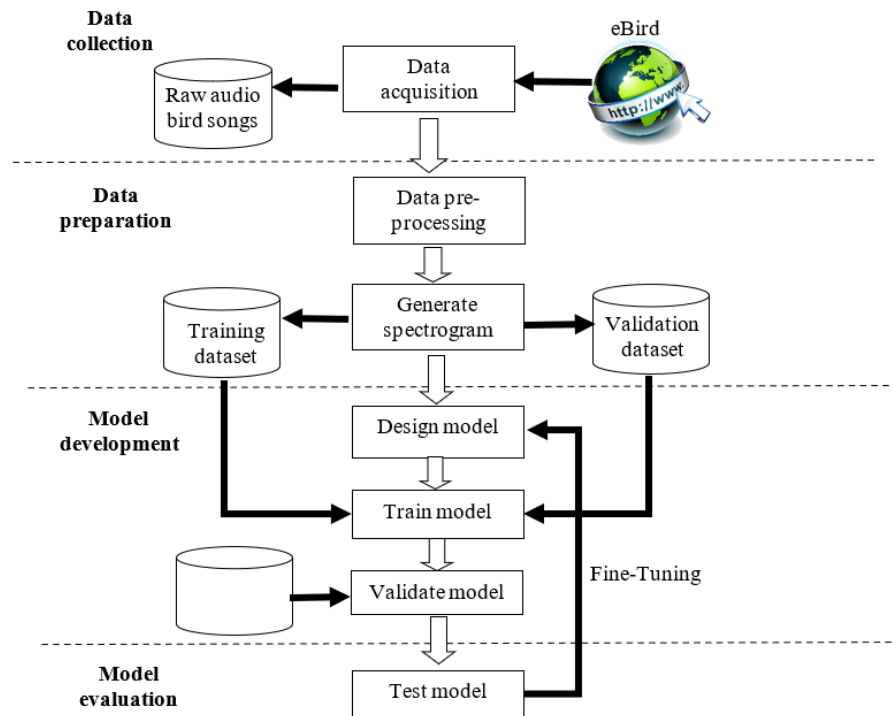 Data
collection
eBird
Raw audio
bird songs
Data
acquisition
http://www.
Data
preparation
Data pre-
processing
Training
dataset
Generate
spectrogram
Validation
dataset
Model
development
Design model
Train model
Fine-Tuning
Validate model
Model
evaluation
Test model